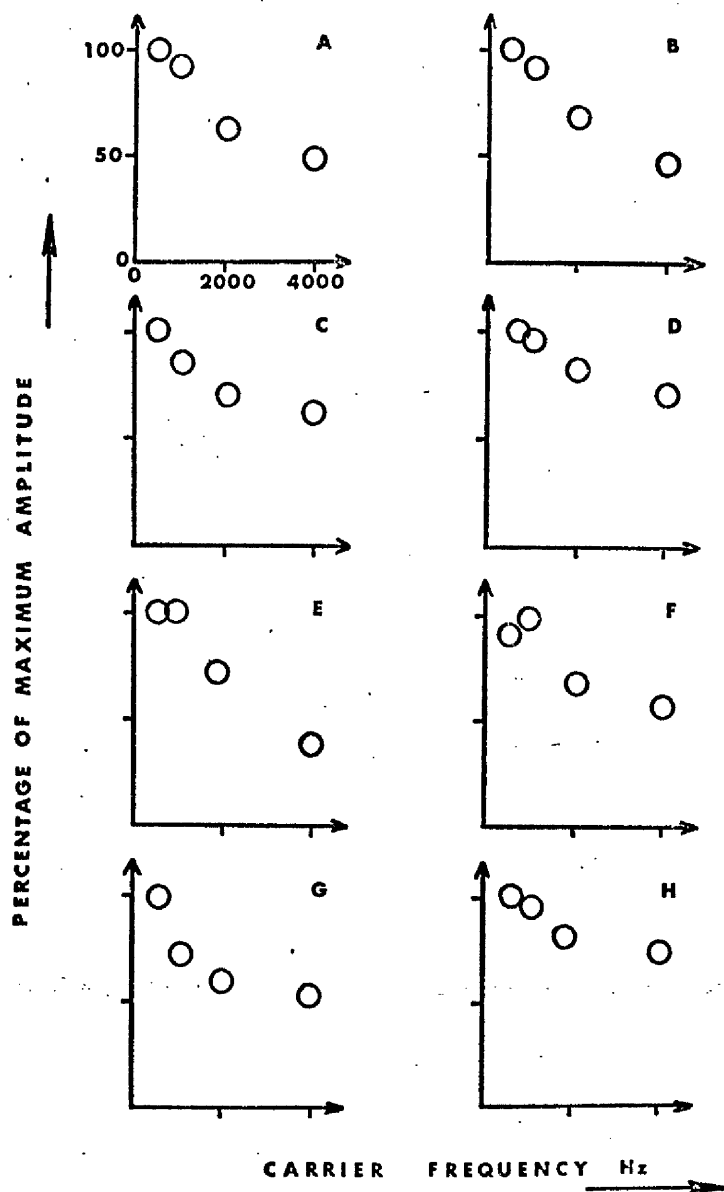 A
B
100
50
0
0 2000 4000
C
D
E
F
G
H
PERCENTAGE OF MAXIMUM AMPLITUDE
CARRIER FREQUENCY Hz